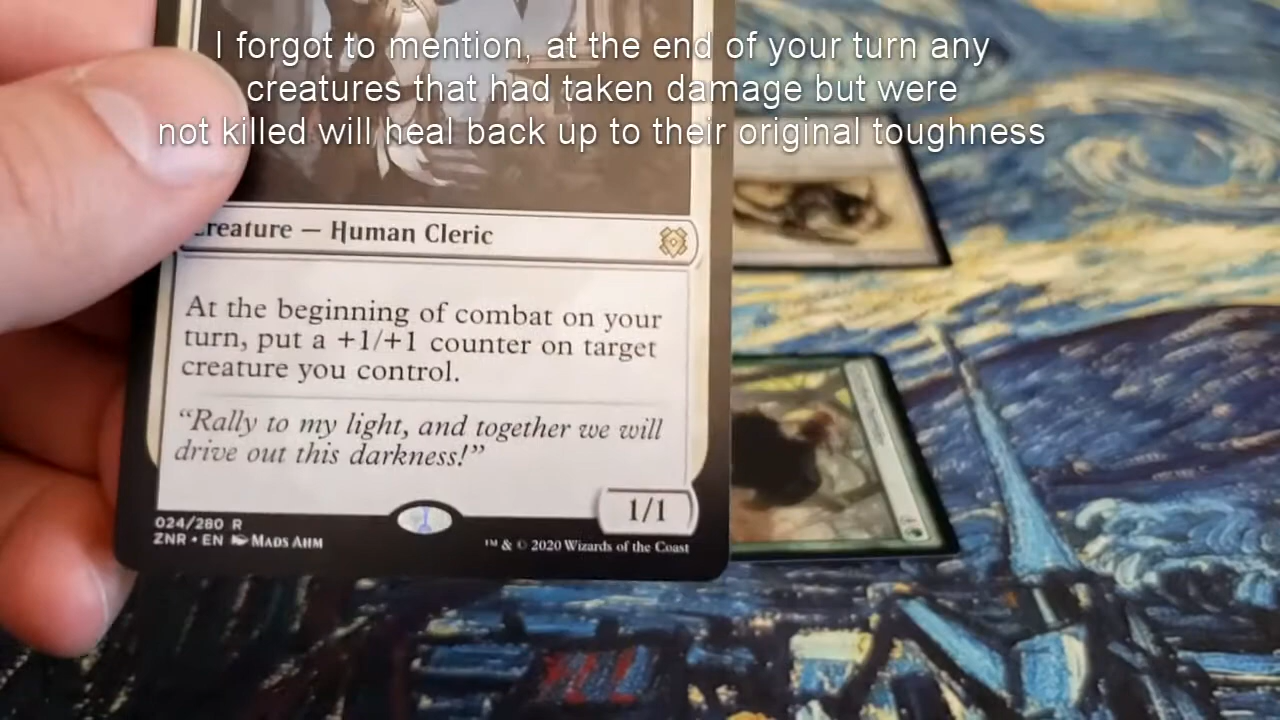 I forgot to mention, at the end of your turn any
creatures that had taken damage but were
not killed will heal back up to their original toughness
Creature — Human Cleric
At the beginning of combat on your
turn, put a +1/+1 counter on target
creature you control.
“Rally to my light, and together we will
drive out this darkness!”
1/1
024/280 R
ZNR • EN MADS AHM
™ & © 2020 Wizards of the Coast